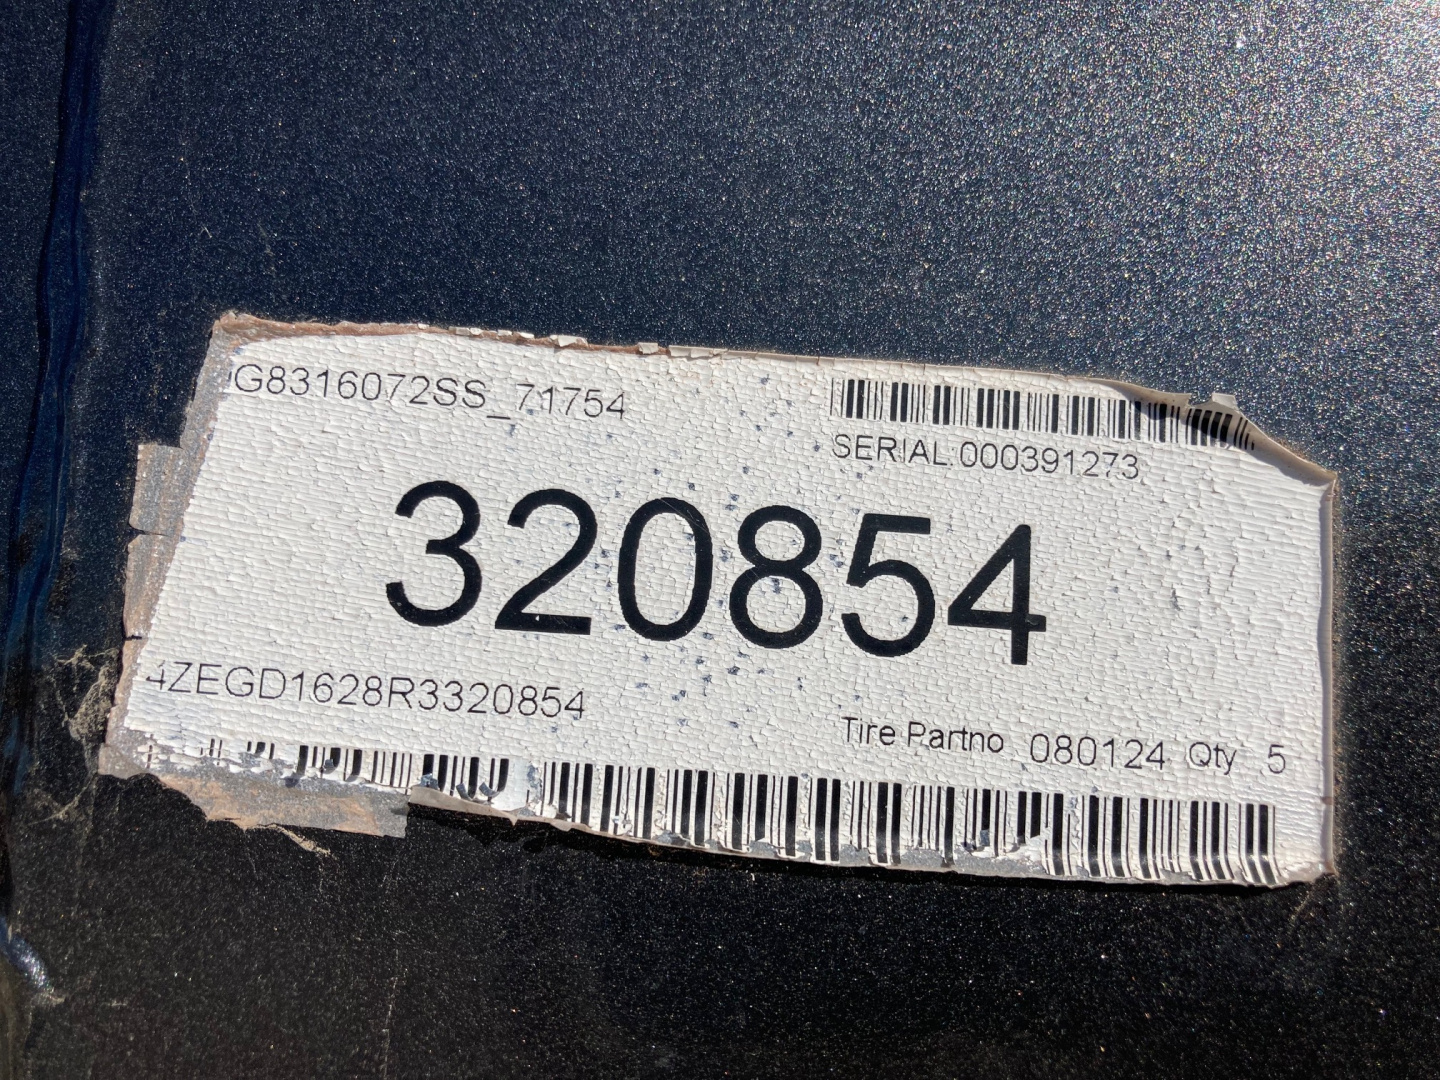 G8316072SS_71754
SERIAL:000391273
320854
4ZEGD1628R3320854
Tire Partno 080124 Qty 5